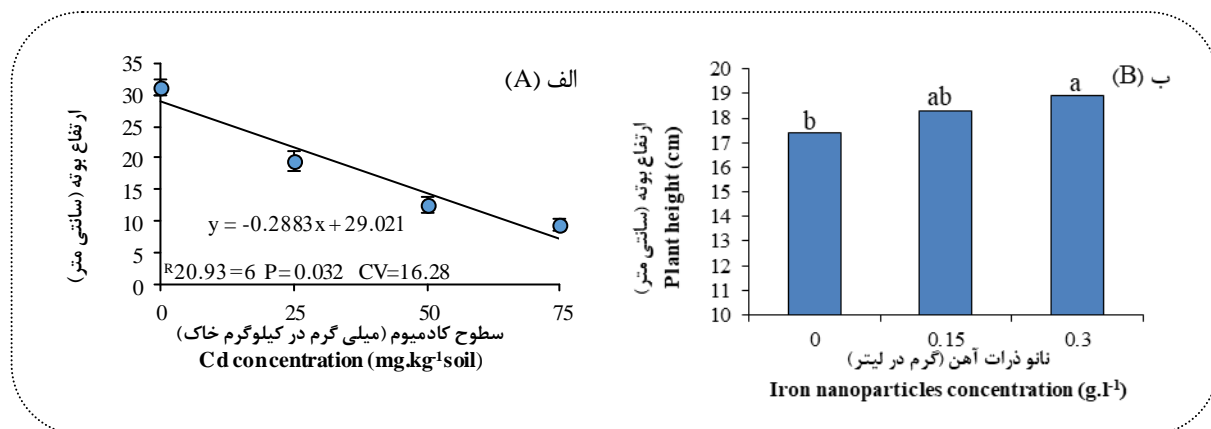 الف (A)
35
30
25
20
15
10
5
0
ارتفاع بوته (سانتی متر)
y = -0.2883x + 29.021
R20.93=6 P=0.032 CV=16.28
0 25 50 75
سطوح کادمیوم (میلی گرم در کیلوگرم خاک)
Cd concentration (mg.kg-1soil)
ب (B)
20
19
18
17
16
15
14
13
12
11
10
ارتفاع بوته (سانتی متر)
Plant height (cm)
b ab a
0 0.15 0.3
نانو ذرات آهن (گرم در لیتر)
Iron nanoparticles concentration (g.l-1)